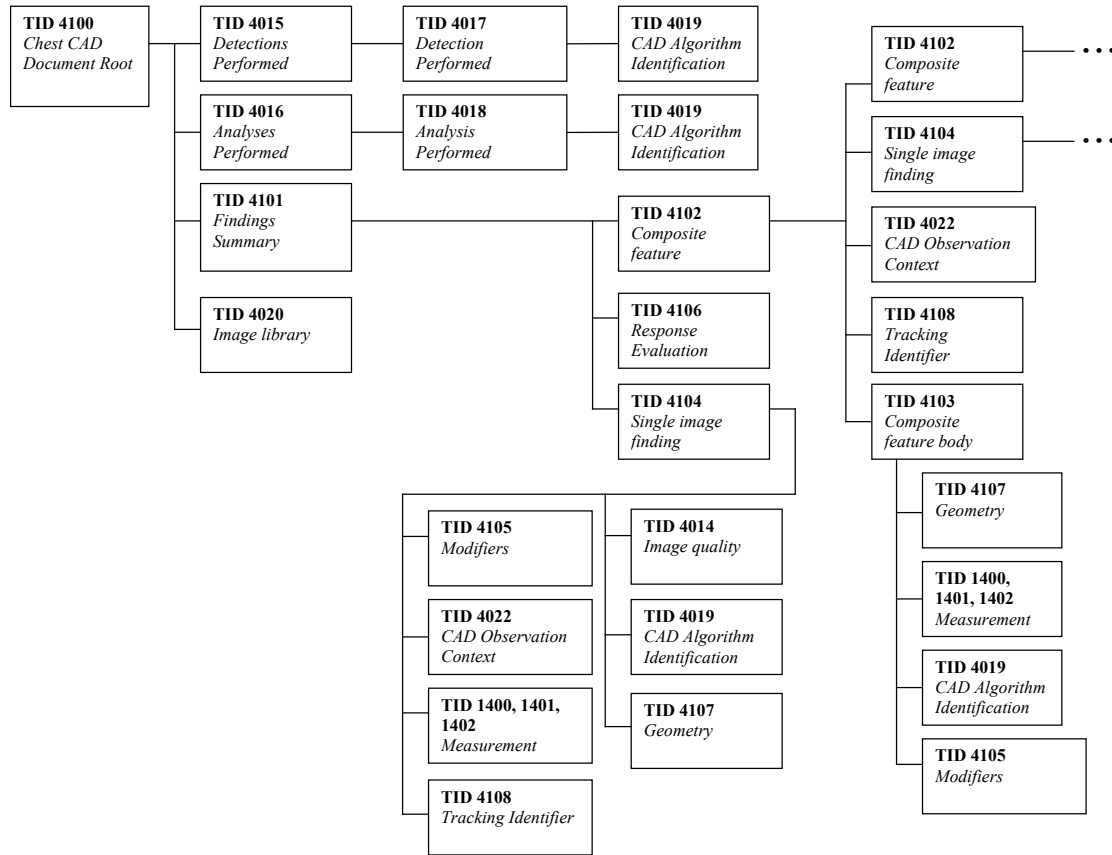 TID 4100
Chest CAD
Document Root
TID 4015
Detections
Performed
TID 4017
Detection
Performed
TID 4019
CAD Algorithm
Identification
TID 4102
Composite
feature
• • •
TID 4016
Analyses
Performed
TID 4018
Analysis
Performed
TID 4019
CAD Algorithm
Identification
TID 4104
Single image
finding
• • •
TID 4101
Findings
Summary
TID 4102
Composite
feature
TID 4022
CAD Observation
Context
TID 4020
Image library
TID 4106
Response
Evaluation
TID 4108
Tracking
Identifier
TID 4104
Single image
finding
TID 4103
Composite
feature body
TID 4105
Modifiers
TID 4014
Image quality
TID 4107
Geometry
TID 4022
CAD Observation
Context
TID 4019
CAD Algorithm
Identification
TID 1400,
1401, 1402
Measurement
TID 1400, 1401,
1402
Measurement
TID 4107
Geometry
TID 4019
CAD Algorithm
Identification
TID 4108
Tracking Identifier
TID 4105
Modifiers